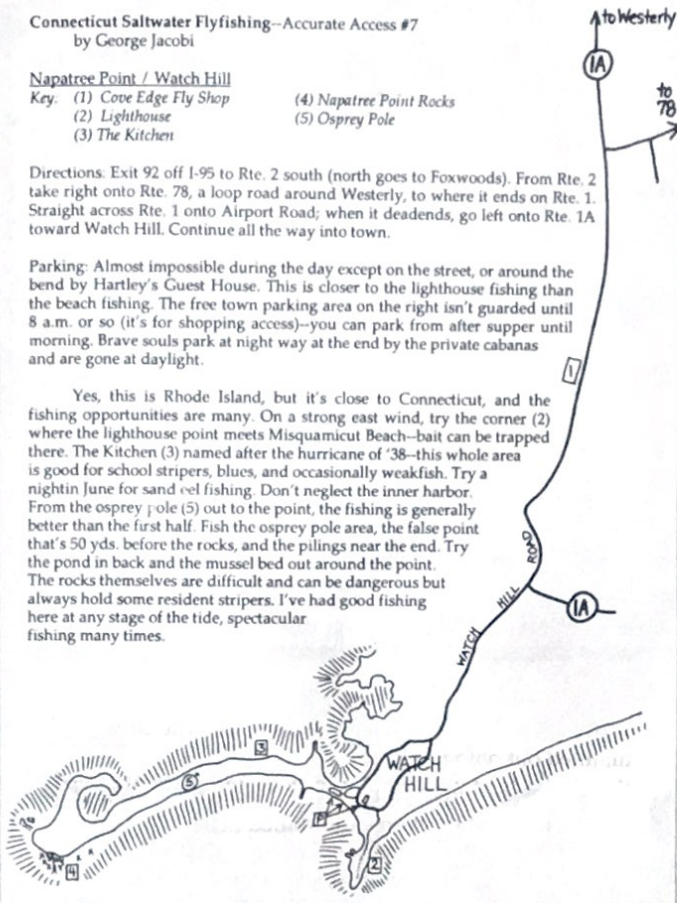 Connecticut Saltwater Flyfishing--Accurate Access #7
by George Jacobi
Napatree Point / Watch Hill
Key: (1) Cove Edge Fly Shop
(2) Lighthouse
(3) The Kitchen
(4) Napatree Point Rocks
(5) Osprey Pole
Directions: Exit 92 off I-95 to Rte. 2 south (north goes to Foxwoods). From Rte. 2
take right onto Rte. 78, a loop road around Westerly, to where it ends on Rte. 1.
Straight across Rte. 1 onto Airport Road; when it deadends, go left onto Rte. 1A
toward Watch Hill. Continue all the way into town.
Parking: Almost impossible during the day except on the street, or around the
bend by Hartley's Guest House. This is closer to the lighthouse fishing than
the beach fishing. The free town parking area on the right isn't guarded until
8 a.m. or so (it's for shopping access)--you can park from after supper until
morning. Brave souls park at night way at the end by the private cabanas
and are gone at daylight.
Yes, this is Rhode Island, but it's close to Connecticut, and the
fishing opportunities are many. On a strong east wind, try the corner (2)
where the lighthouse point meets Misquamicut Beach--bait can be trapped
there. The Kitchen (3) named after the hurricane of '38--this whole area
is good for school stripers, blues, and occasionally weakfish. Try a
nightin June for sand eel fishing. Don't neglect the inner harbor.
From the osprey pole (5) out to the point, the fishing is generally
better than the first half. Fish the osprey pole area, the false point
that's 50 yds. before the rocks, and the pilings near the end. Try
the pond in back and the mussel bed out around the point.
The rocks themselves are difficult and can be dangerous but
always hold some resident stripers. I've had good fishing
here at any stage of the tide, spectacular
fishing many times.
to Westerly
1A
to
78
1
WATCH HILL ROAD
1A
WATCH
HILL
3
5
P
4
2